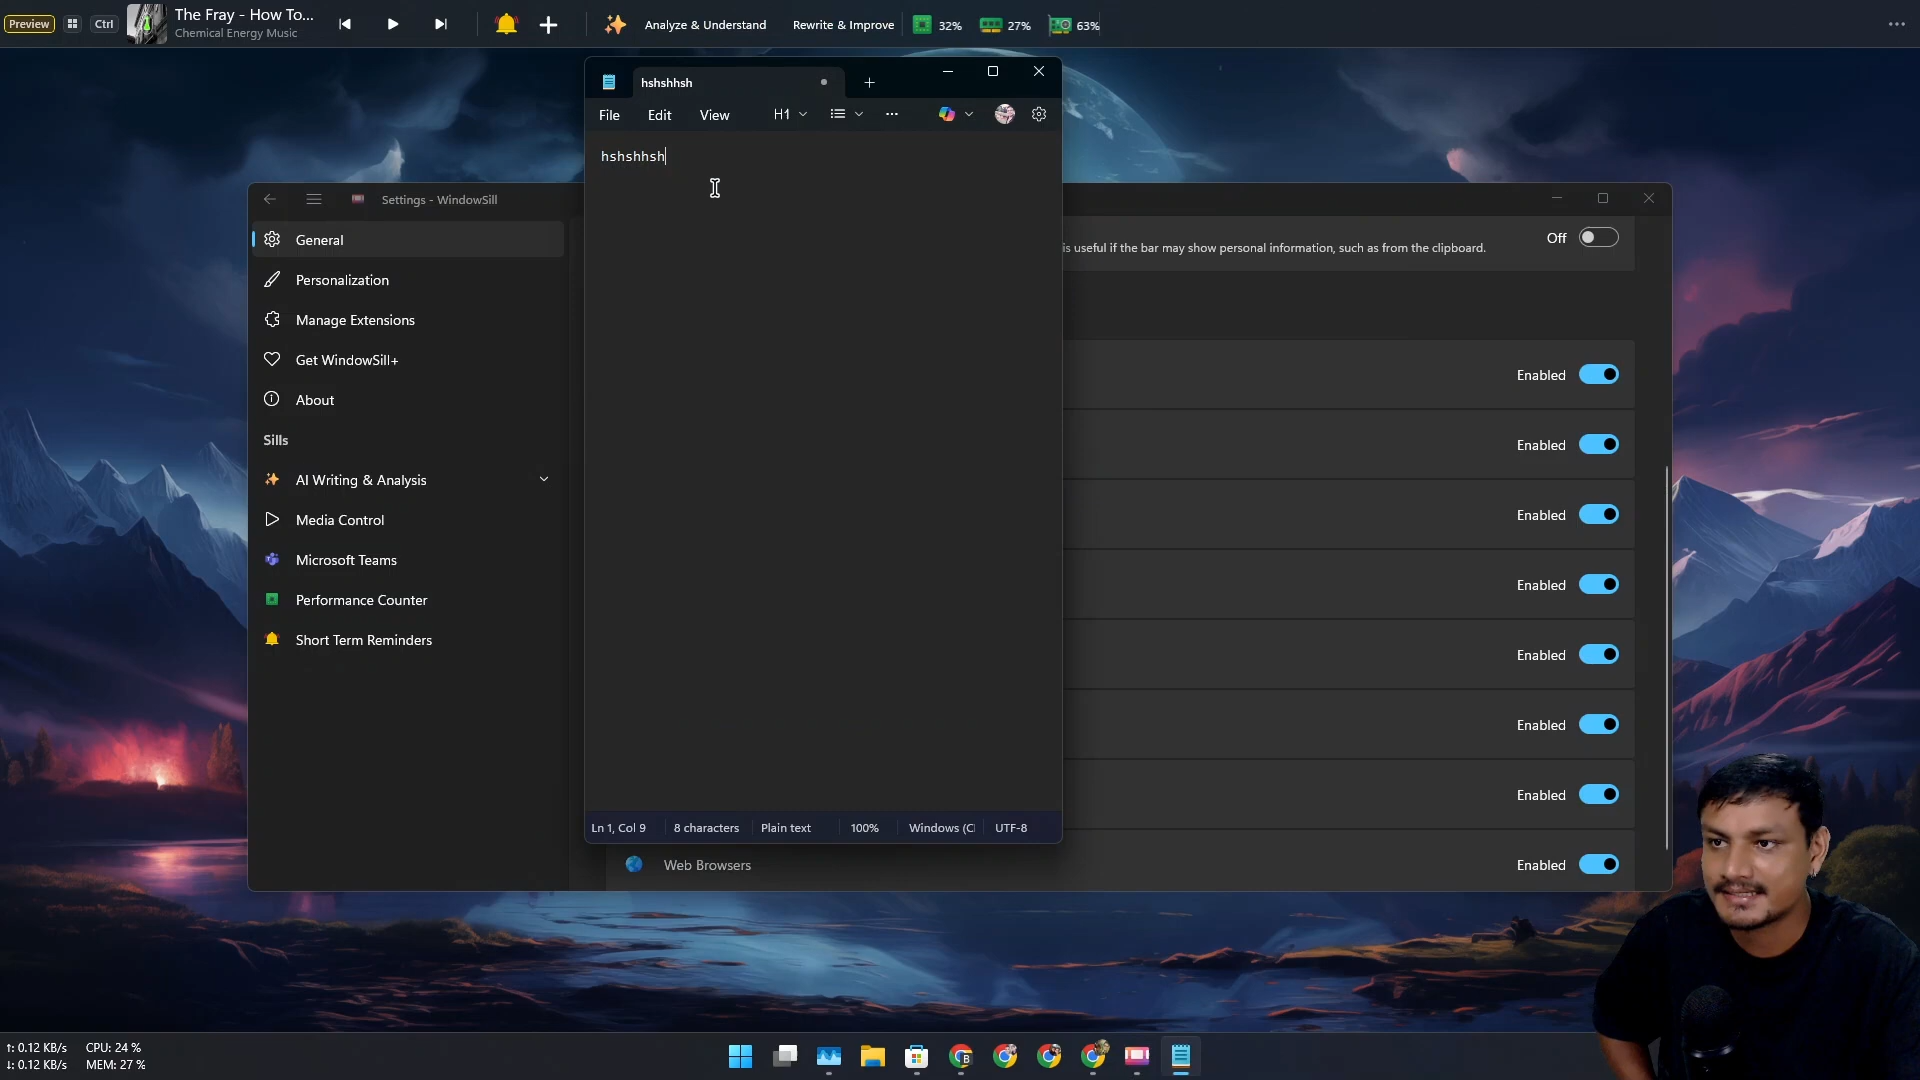 Preview
Ctrl
The Fray - How To...
Chemical Energy Music
Analyze & Understand
Rewrite & Improve
32%
27%
63%
hshshhsh
File
Edit
View
H1
hshshhsh
Settings - WindowSill
General
Personalization
Manage Extensions
Get WindowSill+
About
Sills
AI Writing & Analysis
Media Control
Microsoft Teams
Performance Counter
Short Term Reminders
is useful if the bar may show personal information, such as from the clipboard.
Off
Enabled
Enabled
Enabled
Enabled
Enabled
Enabled
Enabled
Web Browsers
Enabled
Ln 1, Col 9
8 characters
Plain text
100%
Windows (C
UTF-8
↑: 0.12 KB/s CPU: 24 %
↓: 0.12 KB/s MEM: 27 %
B